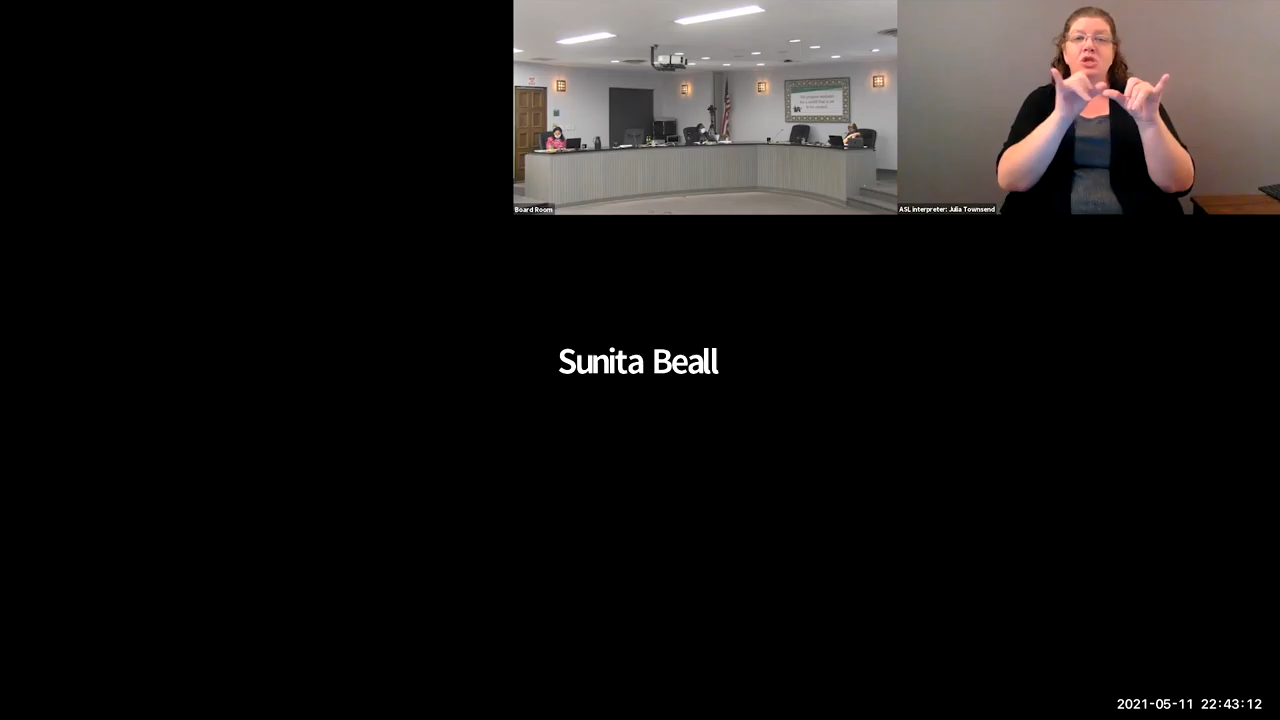 Board Room
ASL interpreter: Julia Townsend
Sunita Beall
2021-05-11 22:43:12